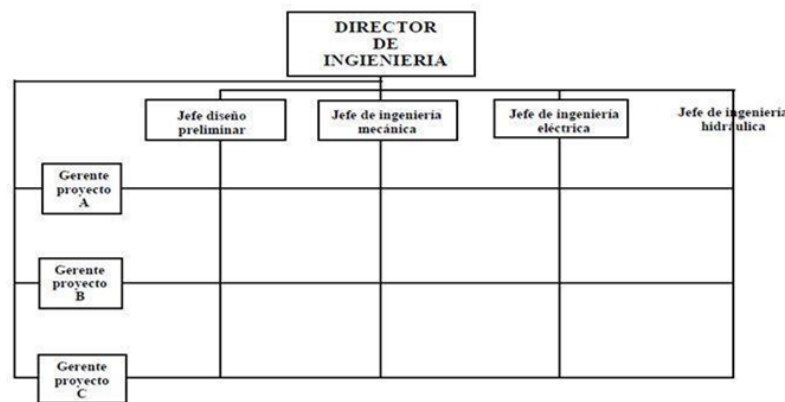 DIRECTOR
DE
INGIENIERIA
Jefe diseño
preliminar
Jefe de ingeniería
mecánica
Jefe de ingeniería
eléctrica
Jefe de ingeniería
hidráulica
Gerente
proyecto
A
Gerente
proyecto
B
Gerente
proyecto
C